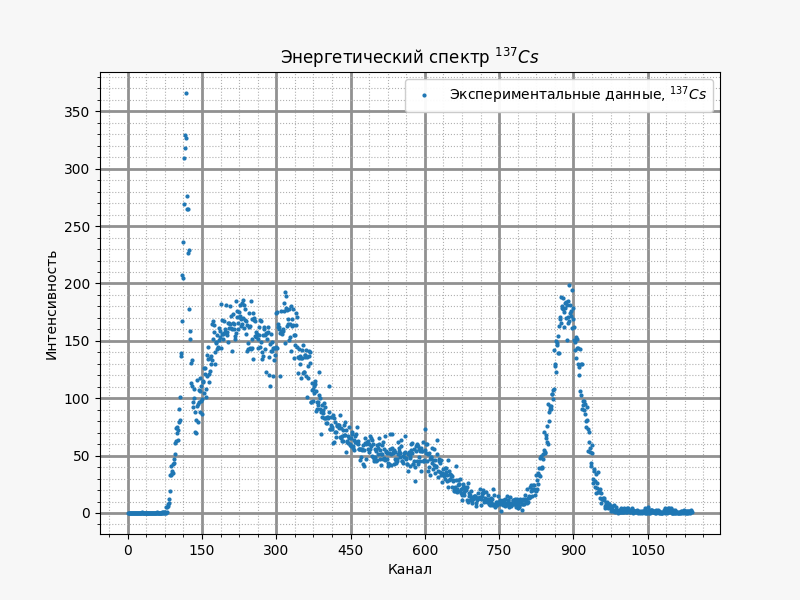 Энергетический спектр ¹³⁷Cs
Экспериментальные данные, ¹³⁷Cs
Интенсивность
350
300
250
200
150
100
50
0
0 150 300 450 600 750 900 1050
Канал